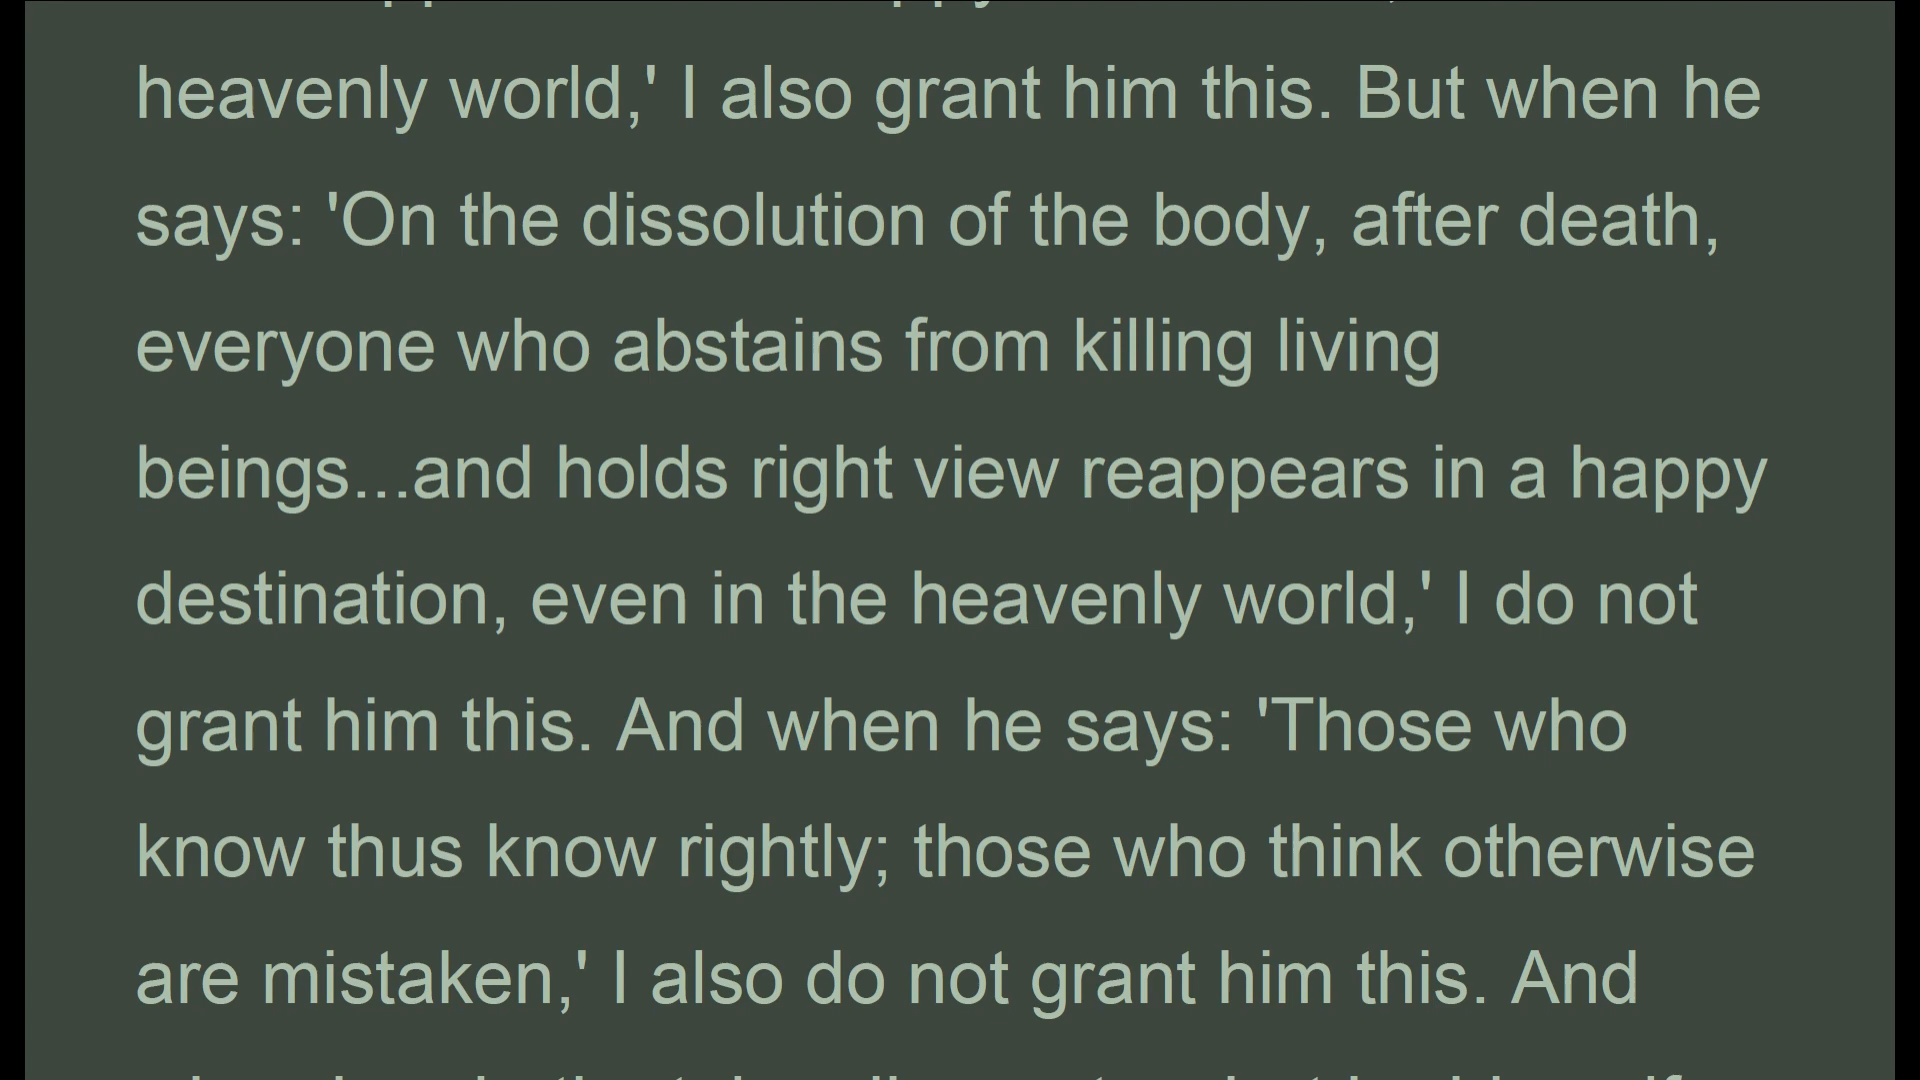 heavenly world,' I also grant him this. But when he
says: 'On the dissolution of the body, after death,
everyone who abstains from killing living
beings...and holds right view reappears in a happy
destination, even in the heavenly world,' I do not
grant him this. And when he says: 'Those who
know thus know rightly; those who think otherwise
are mistaken,' I also do not grant him this. And